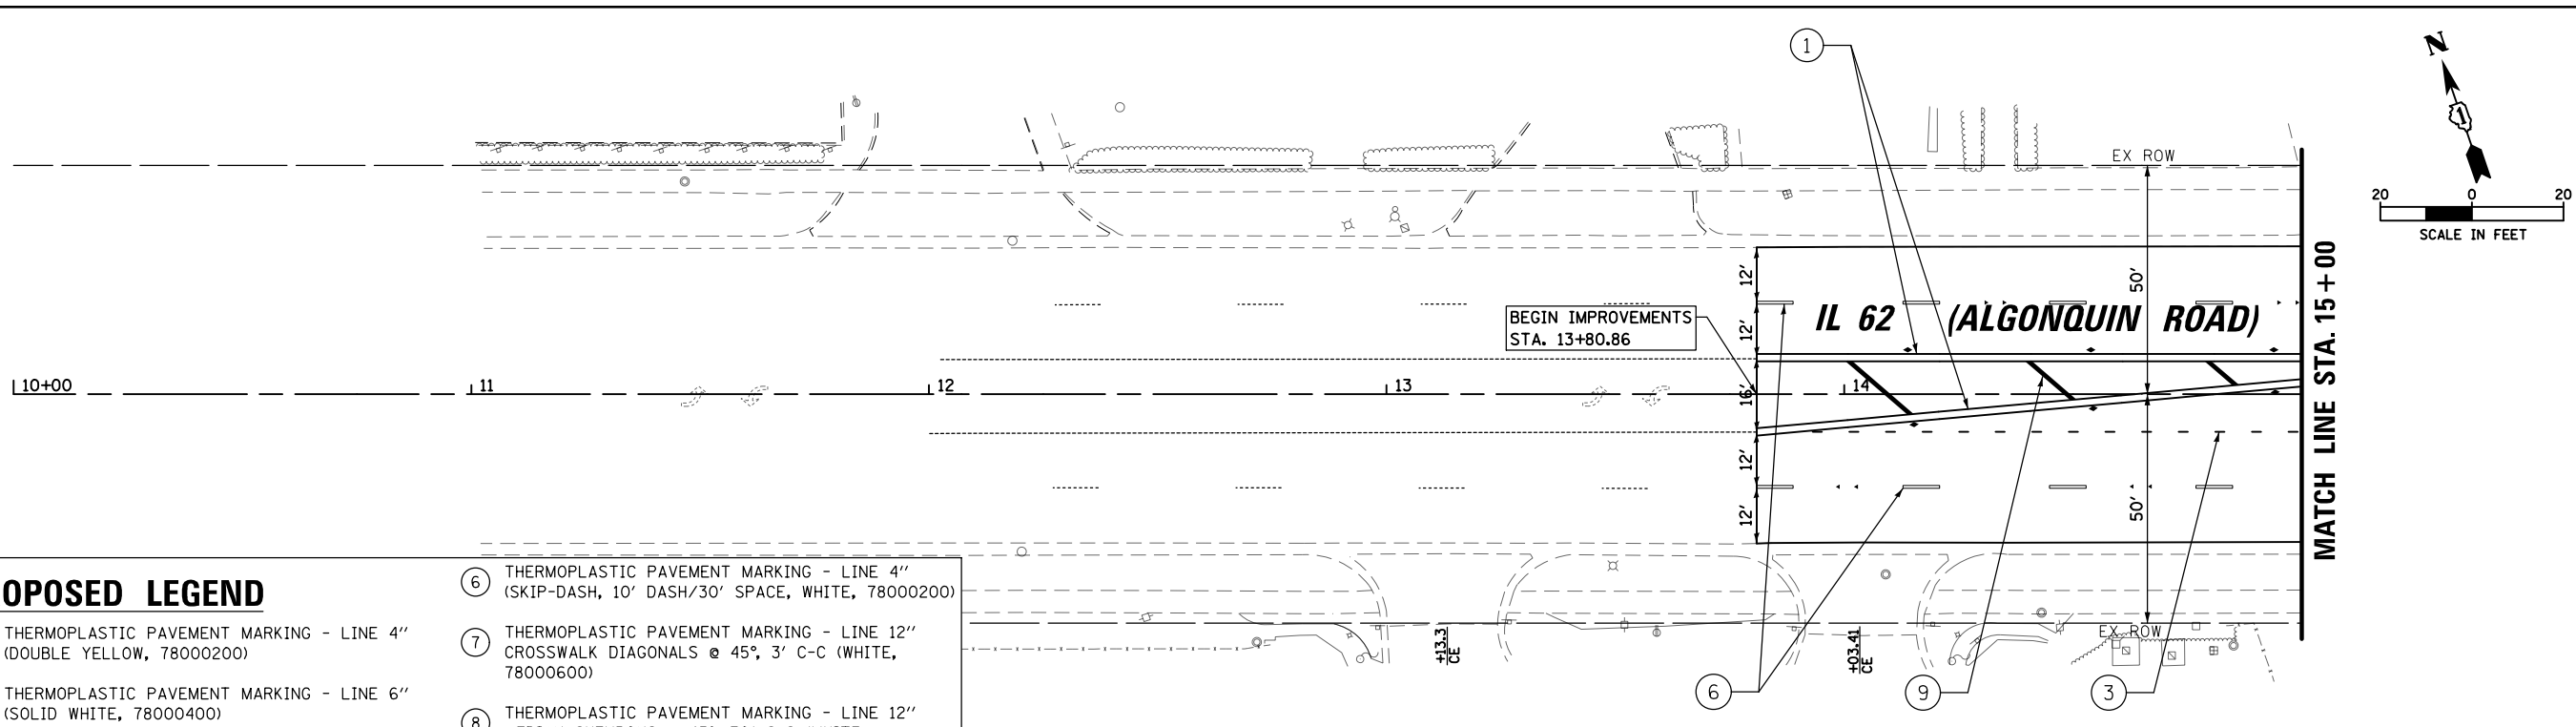 1
N
1
EX ROW
20 0 20
SCALE IN FEET
12'
50'
MATCH LINE STA. 15+00
BEGIN IMPROVEMENTS
STA. 13+80.86
12'
IL 62 (ALGONQUIN ROAD)
10+00
11
12
13
14
16'
12'
12'
50'
OPOSED LEGEND
THERMOPLASTIC PAVEMENT MARKING - LINE 4"
(DOUBLE YELLOW, 78000200)
THERMOPLASTIC PAVEMENT MARKING - LINE 6"
(SOLID WHITE, 78000400)
6 THERMOPLASTIC PAVEMENT MARKING - LINE 4"
(SKIP-DASH, 10' DASH/30' SPACE, WHITE, 78000200)
7 THERMOPLASTIC PAVEMENT MARKING - LINE 12"
CROSSWALK DIAGONALS @ 45°, 3' C-C (WHITE,
78000600)
8 THERMOPLASTIC PAVEMENT MARKING - LINE 12"
+13.3
CE
+03.41
CE
EX ROW
6
9
3